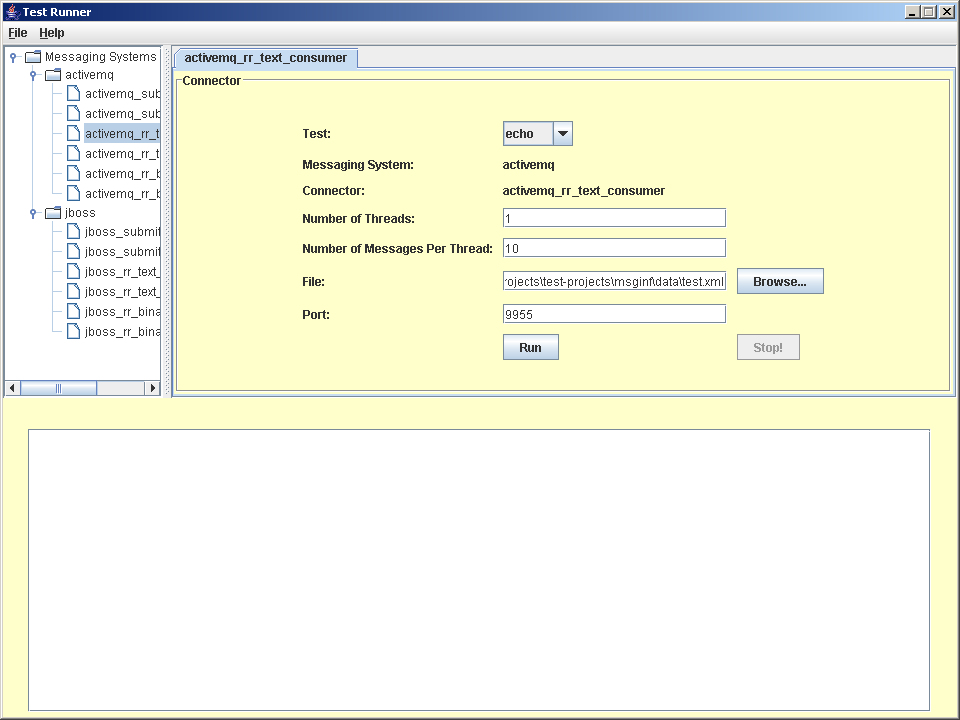 Test Runner
File Help
Messaging Systems
activemq
activemq_sub
activemq_sub
activemq_rr_t
activemq_rr_t
activemq_rr_b
activemq_rr_b
jboss
jboss_submit
jboss_submit
jboss_rr_text_
jboss_rr_text_
jboss_rr_bina
jboss_rr_bina
activemq_rr_text_consumer
Connector
Test: echo
Messaging System: activemq
Connector: activemq_rr_text_consumer
Number of Threads: 1
Number of Messages Per Thread: 10
File: rojects\test-projects\msginf\data\test.xml Browse...
Port: 9955
Run Stop!